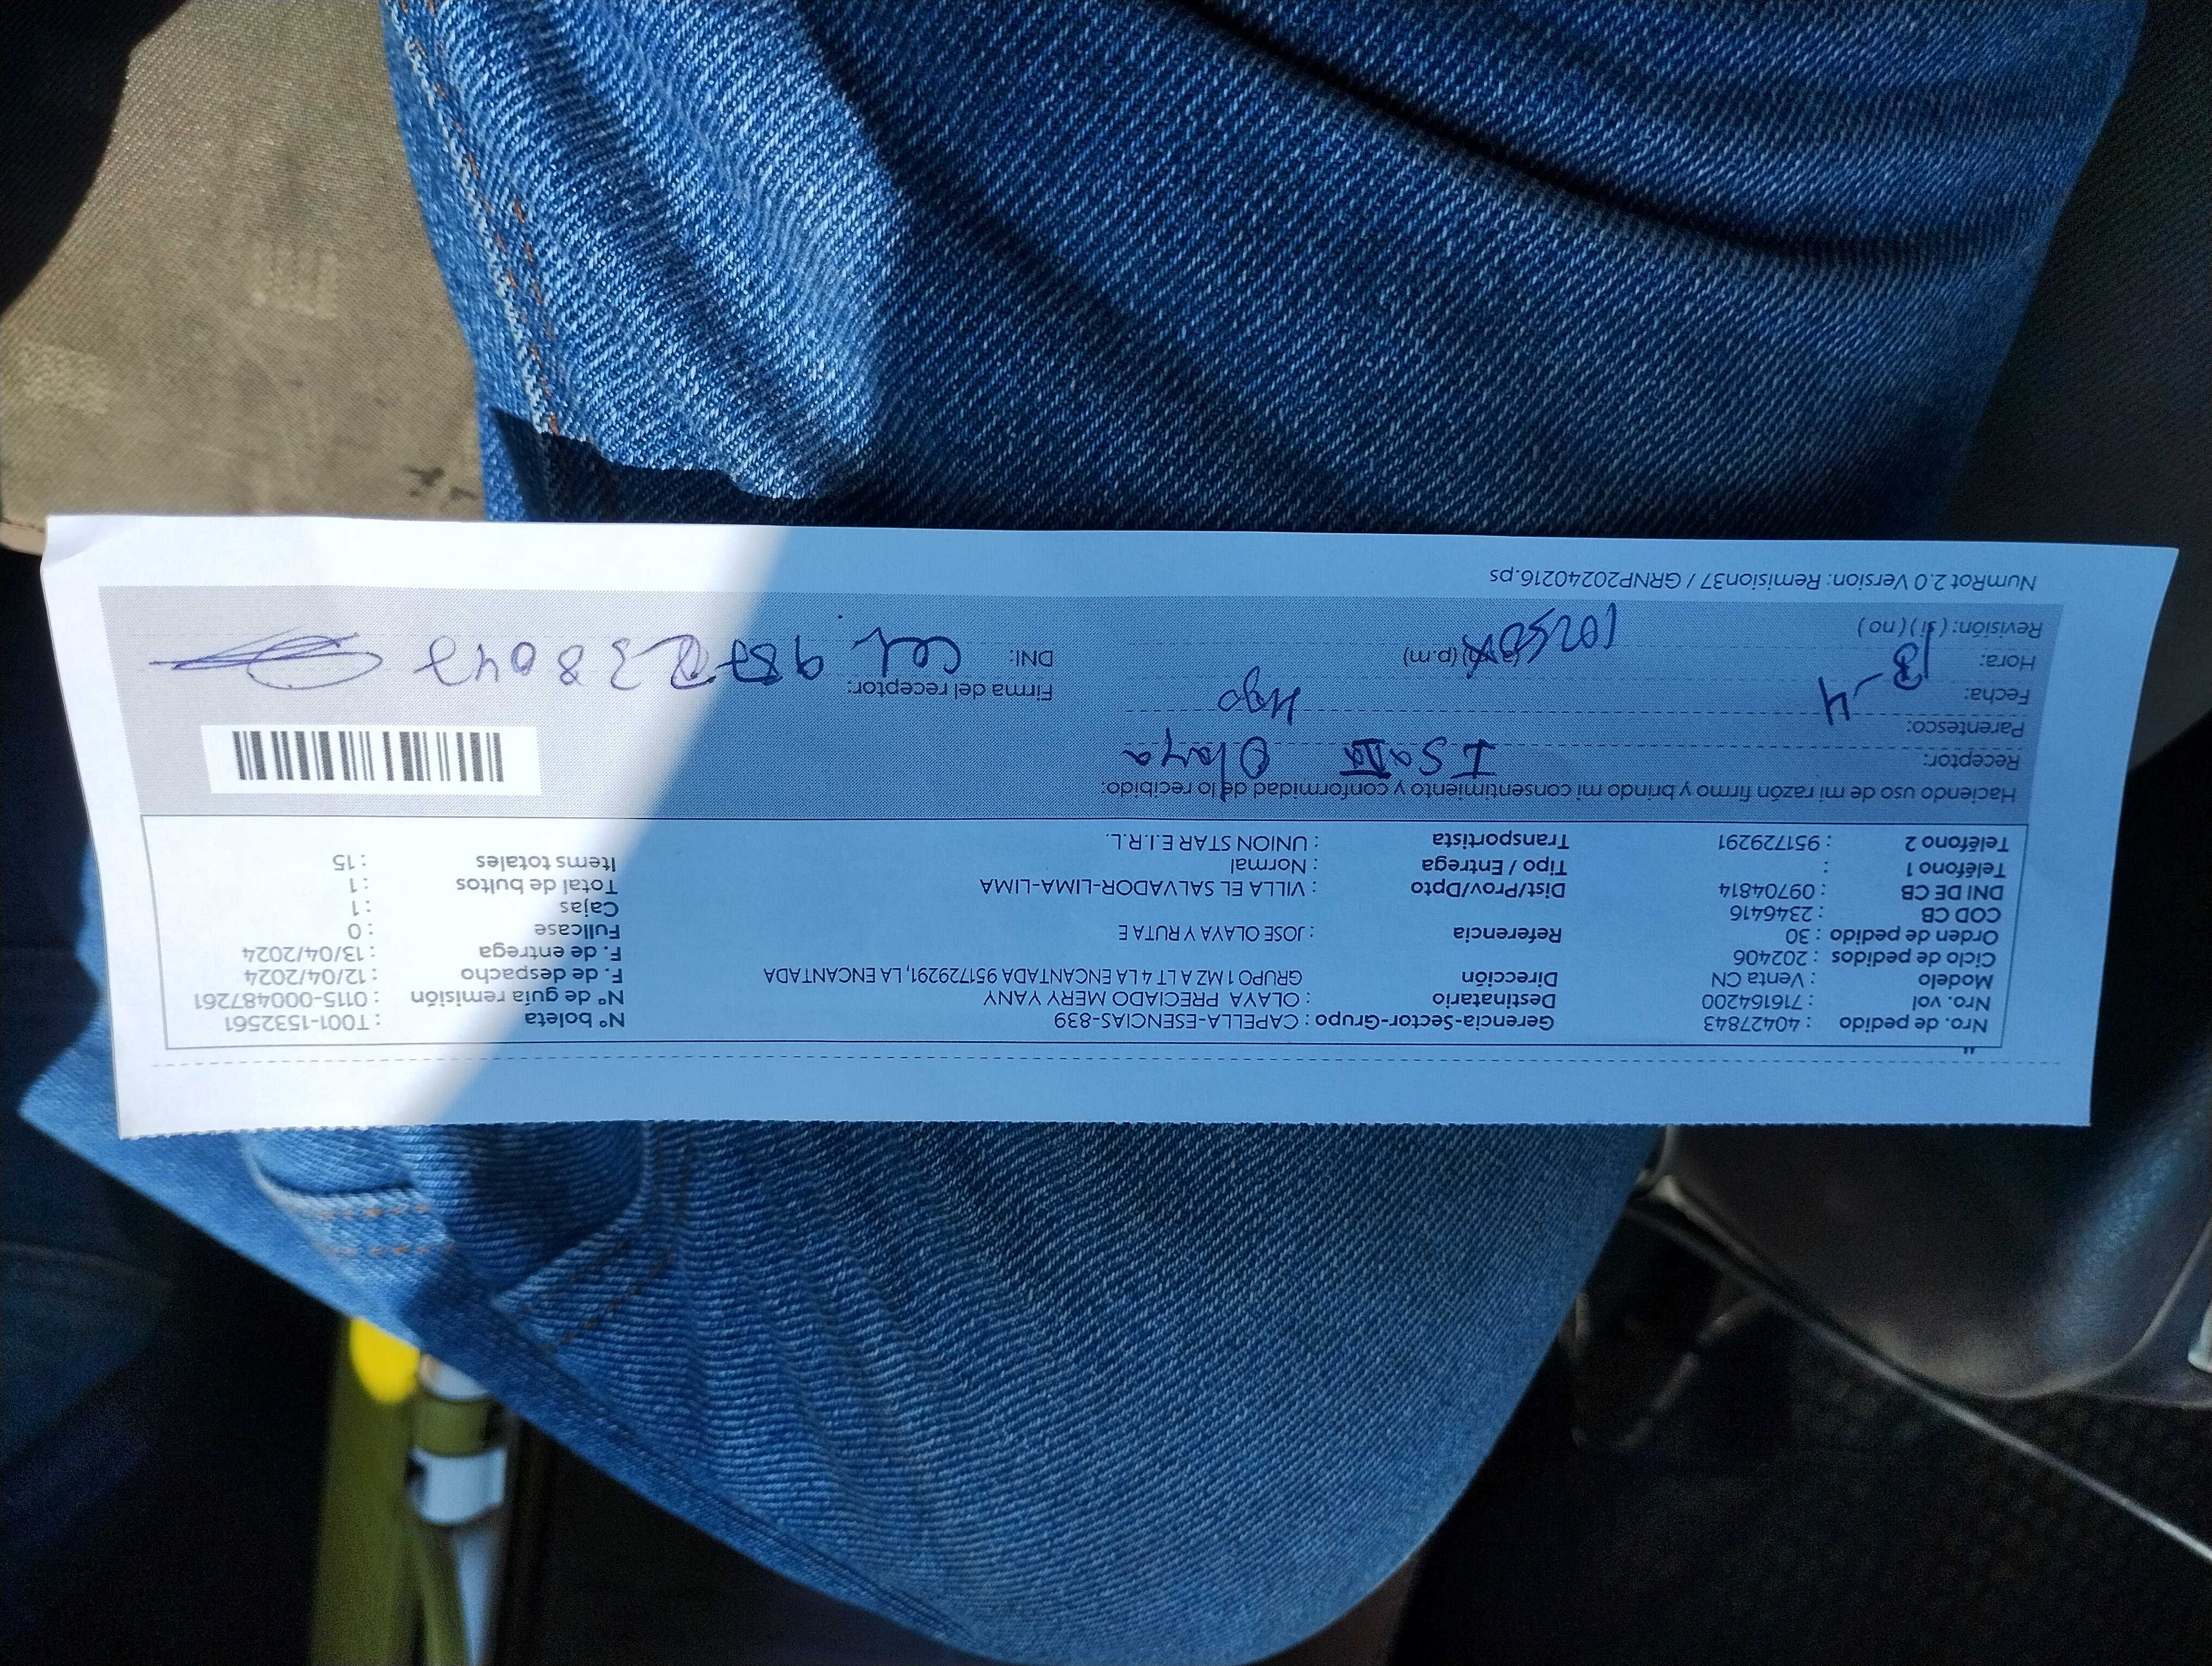 Nro. de pedido : 40427843 Gerencia-Sector-Grupo : CAPELLA-ESENCIAS-839 N° boleta : T001-1532561
Nro. vol : 716164200 Destinatario : OLAYA PRECIADO MERY YANY N° de guía remisión : 0115-000487261
Modelo : Venta CN Dirección GRUPO 1 MZ A LT 4 LA ENCANTADA 951729291, LA ENCANTADA F. de despacho : 12/04/2024
Ciclo de pedidos : 202406 F. de entrega : 13/04/2024
Orden de pedido : 30 Referencia : JOSE OLAYA Y RUTA E Fullcase : 0
COD CB : 2346416 Cajas : 1
DNI DE CB : 09704814 Dist/Prov/Dpto : VILLA EL SALVADOR-LIMA-LIMA Total de bultos : 1
Teléfono 1 : Tipo / Entrega : Normal Items totales : 15
Teléfono 2 : 951729291 Transportista : UNION STAR E.I.R.L.
Haciendo uso de mi razón firmo y brindo mi consentimiento y conformidad de lo recibido:
Receptor: Olaya
Parentesco:
Fecha: 13-4 Firma del receptor:
Hora: (p.m) DNI: Cel
Revisión: ( si ) ( no )
NumRot 2.0 Version: Remision37 / GRNP20240216.ps